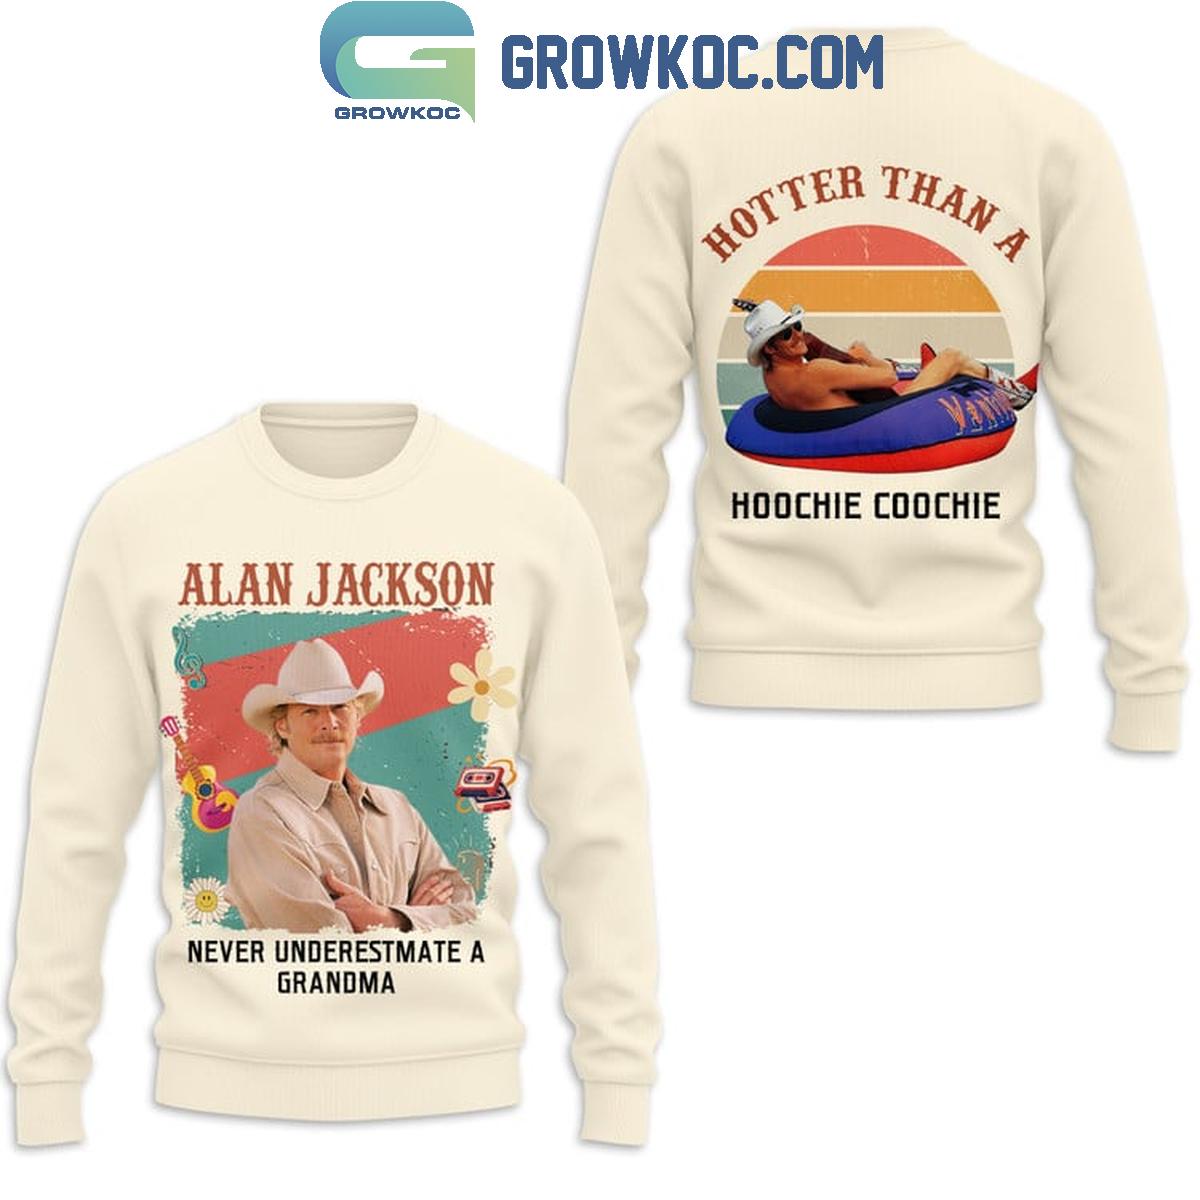 GROWKOC
GROWKOC.COM
HOTTER THAN A
HOOCHIE COOCHIE
ALAN JACKSON
NEVER UNDERESTMATE A
GRANDMA